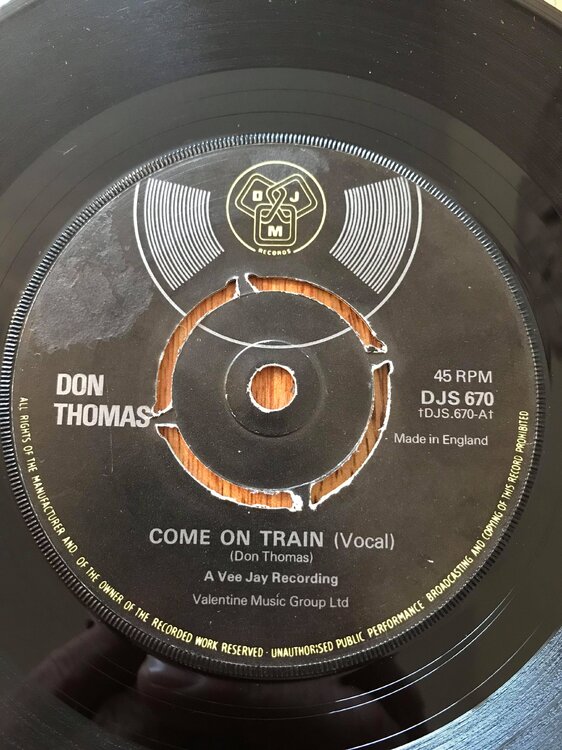 D J
M
RECORDS
DON
THOMAS
45 RPM
DJS 670
†DJS.670-A†
Made in England
COME ON TRAIN (Vocal)
(Don Thomas)
A Vee Jay Recording
Valentine Music Group Ltd
ALL RIGHTS OF THE MANUFACTURER AND OF THE OWNER OF THE RECORDED WORK RESERVED · UNAUTHORISED PUBLIC PERFORMANCE BROADCASTING AND COPYING OF THIS RECORD PROHIBITED